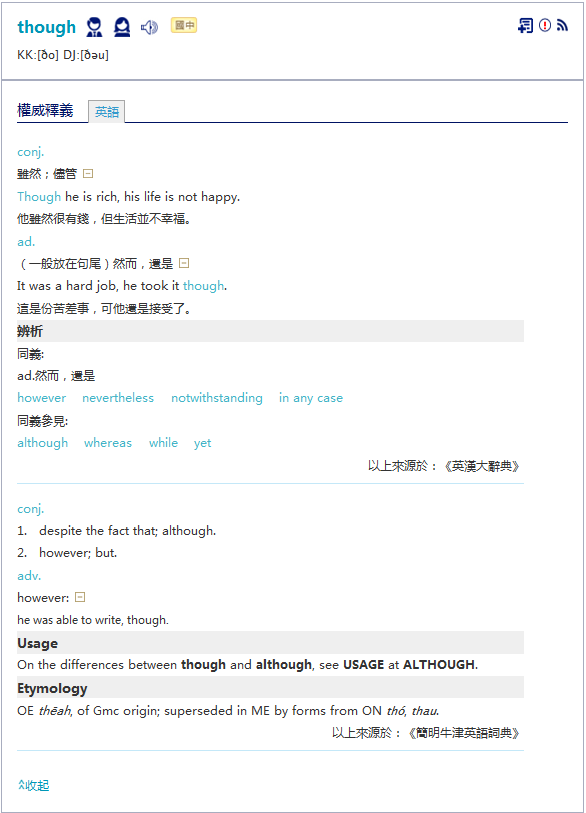 though 國中
KK:[ðo] DJ:[ðəu]
權威釋義 英語
conj.
雖然；儘管
Though he is rich, his life is not happy.
他雖然很有錢，但生活並不幸福。
ad.
（一般放在句尾）然而，還是
It was a hard job, he took it though.
這是份苦差事，可他還是接受了。
辨析
同義:
ad.然而，還是
however nevertheless notwithstanding in any case
同義參見:
although whereas while yet
以上來源於：《英漢大辭典》
conj.
1. despite the fact that; although.
2. however; but.
adv.
however:
he was able to write, though.
Usage
On the differences between though and although, see USAGE at ALTHOUGH.
Etymology
OE thēah, of Gmc origin; superseded in ME by forms from ON thó, thau.
以上來源於：《簡明牛津英語詞典》
收起